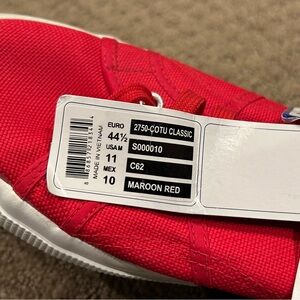 EURO
44½
USA M
11
MEX
10
MADE IN VIETNAM
2750-COTU CLASSIC
S000010
C62
MAROON RED